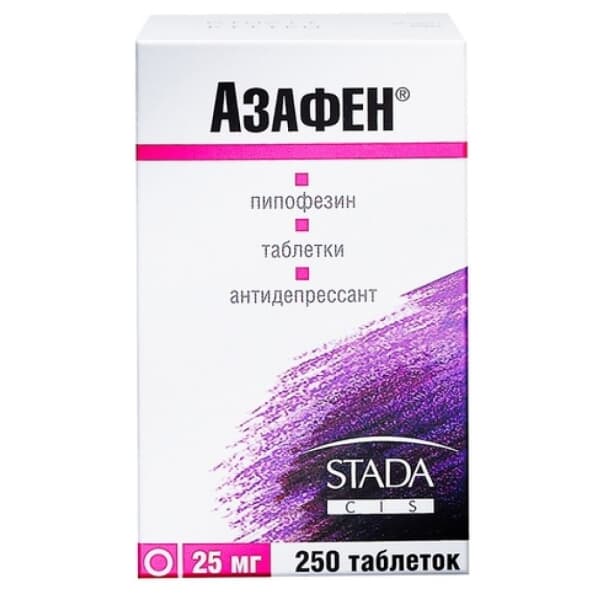 АЗАФЕН®
пипофезин
таблетки
антидепрессант
STADA
CIS
25 мг 250 таблеток